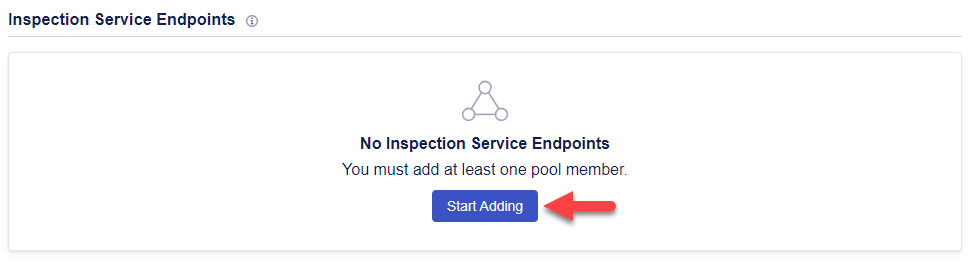 Inspection Service Endpoints
No Inspection Service Endpoints
You must add at least one pool member.
Start Adding